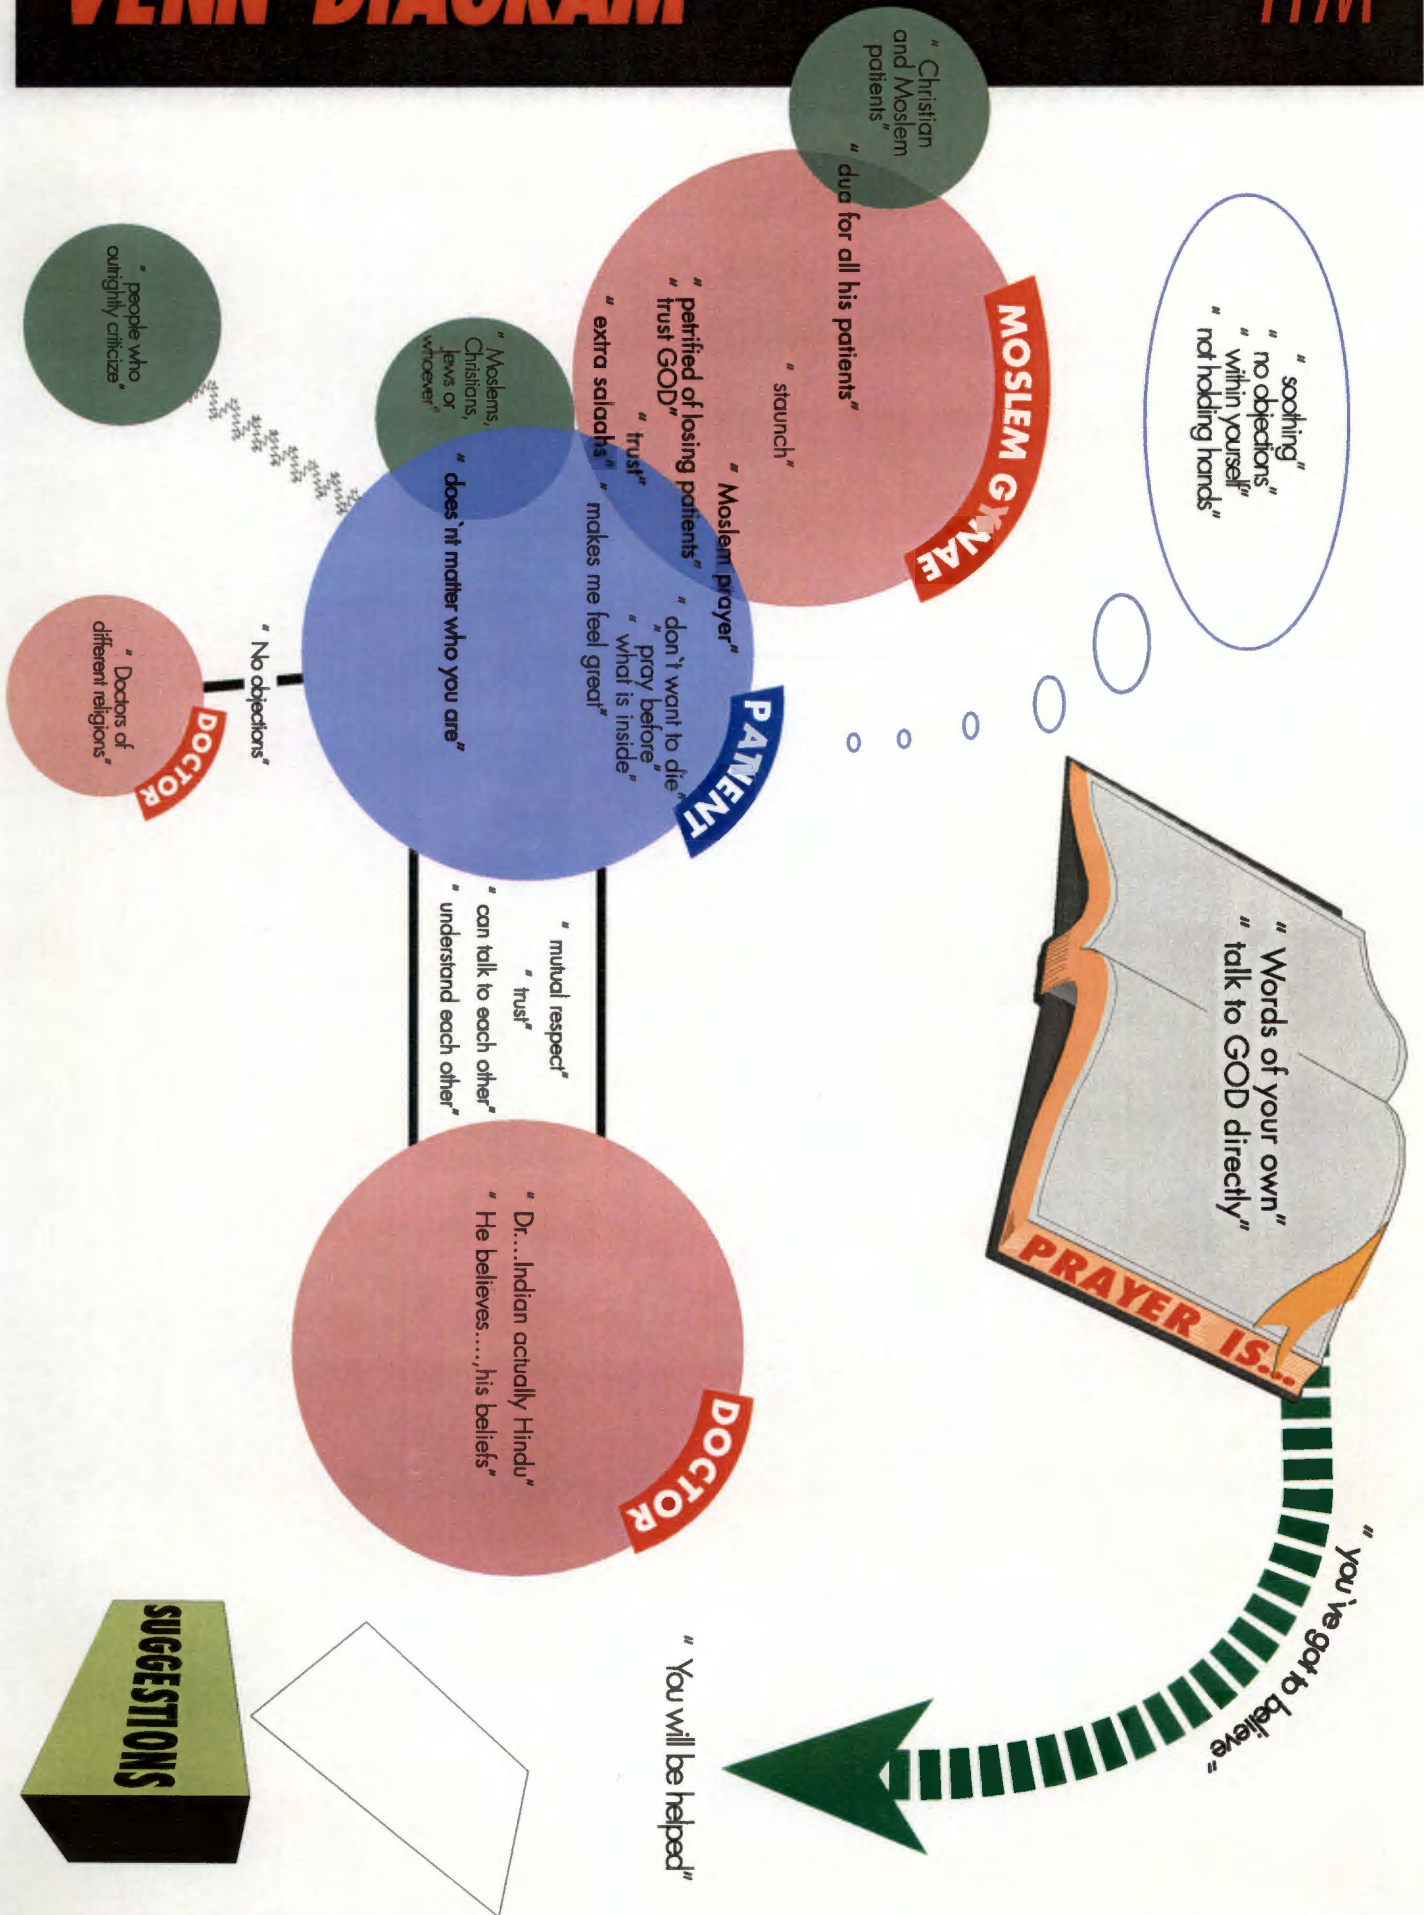 VENN DIAGRAM
" Christian
and Moslem
patients"
" dua for all his patients"
MOSLEM GYNAE
" staunch"
" petrified of losing patients"
" trust GOD"
" trust"
" extra salaahs"
" Moslem prayer"
" soothing"
" no objections"
" within yourself"
" not holding hands"
" people who
outrightly criticize"
" Moslems,
Christians,
Jews or
whoever"
" does`nt matter who you are"
PATIENT
" don`t want to die"
" pray before"
" what is inside"
" makes me feel great"
" No objections"
DOCTOR
" Doctors of
different religions"
" mutual respect"
" trust"
" can talk to each other"
" understand each other"
DOCTOR
" Dr....Indian actually Hindu"
" He believes....,his beliefs"
" Words of your own"
" talk to GOD directly"
PRAYER IS...
" you`ve got to believe"
" You will be helped"
SUGGESTIONS